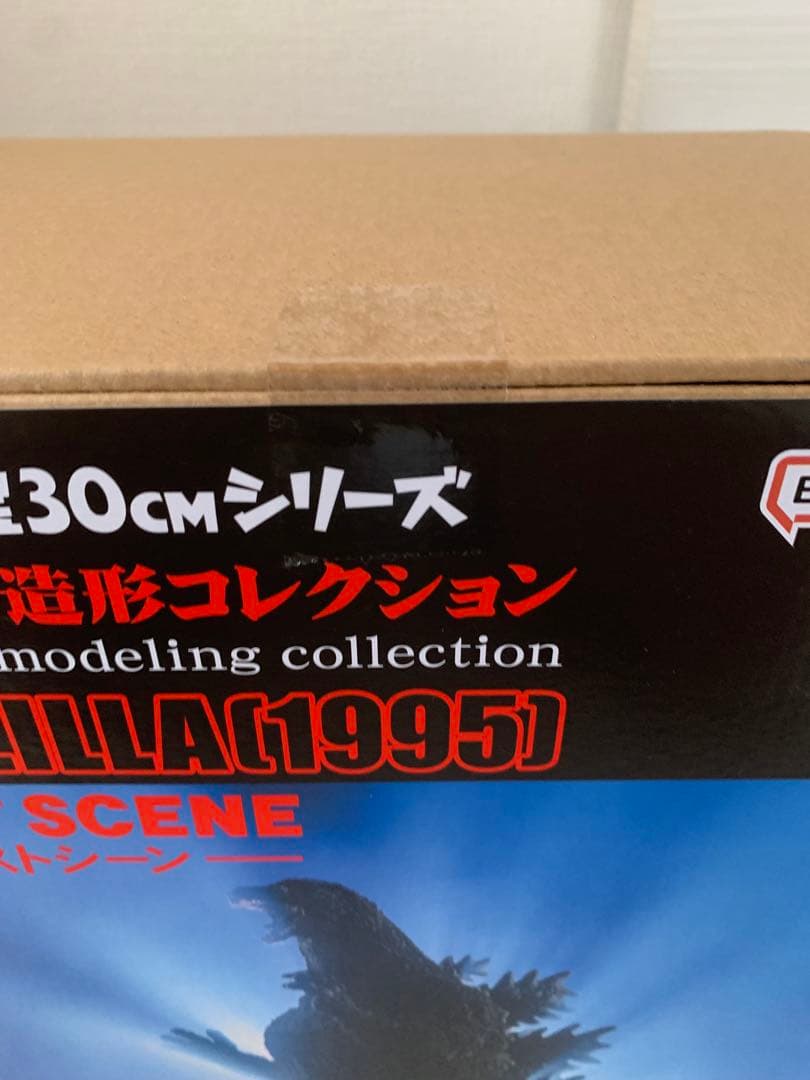 30CMシリーズ
造形コレクション
modeling collection
ILLA(1995)
SCENE
ストシーン